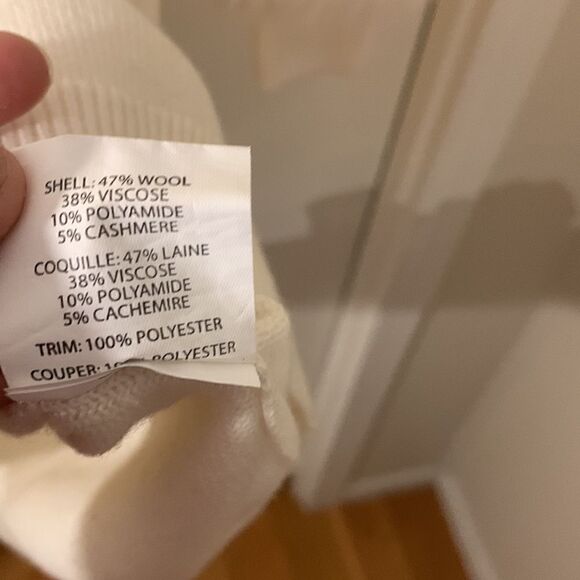 SHELL: 47% WOOL
38% VISCOSE
10% POLYAMIDE
5% CASHMERE
COQUILLE: 47% LAINE
38% VISCOSE
10% POLYAMIDE
5% CACHEMIRE
TRIM: 100% POLYESTER
COUPER: POLYESTER